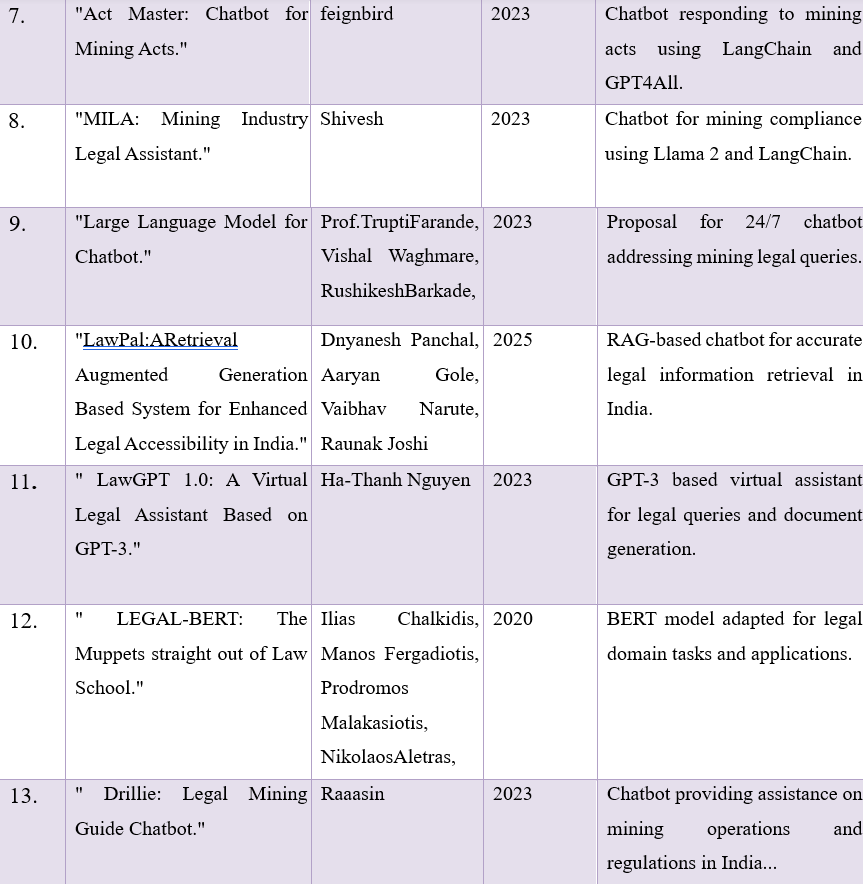 7. "Act Master: Chatbot for feignbird 2023 Chatbot responding to mining
Mining Acts." acts using LangChain and
GPT4All.
8. "MILA: Mining Industry Shivesh 2023 Chatbot for mining compliance
Legal Assistant." using Llama 2 and LangChain.
9. "Large Language Model for Prof.TruptiFarande, 2023 Proposal for 24/7 chatbot
Chatbot." Vishal Waghmare, addressing mining legal queries.
RushikeshBarkade,
10. "LawPal:ARetrieval Dnyanesh Panchal, 2025 RAG-based chatbot for accurate
Augmented Generation Aaryan Gole, legal information retrieval in
Based System for Enhanced Vaibhav Narute, India.
Legal Accessibility in India." Raunak Joshi
11. " LawGPT 1.0: A Virtual Ha-Thanh Nguyen 2023 GPT-3 based virtual assistant
Legal Assistant Based on for legal queries and document
GPT-3." generation.
12. " LEGAL-BERT: The Ilias Chalkidis, 2020 BERT model adapted for legal
Muppets straight out of Law Manos Fergadiotis, domain tasks and applications.
School." Prodromos
Malakasiotis,
NikolaosAletras,
13. " Drillie: Legal Mining Raaasin 2023 Chatbot providing assistance on
Guide Chatbot." mining operations and
regulations in India...